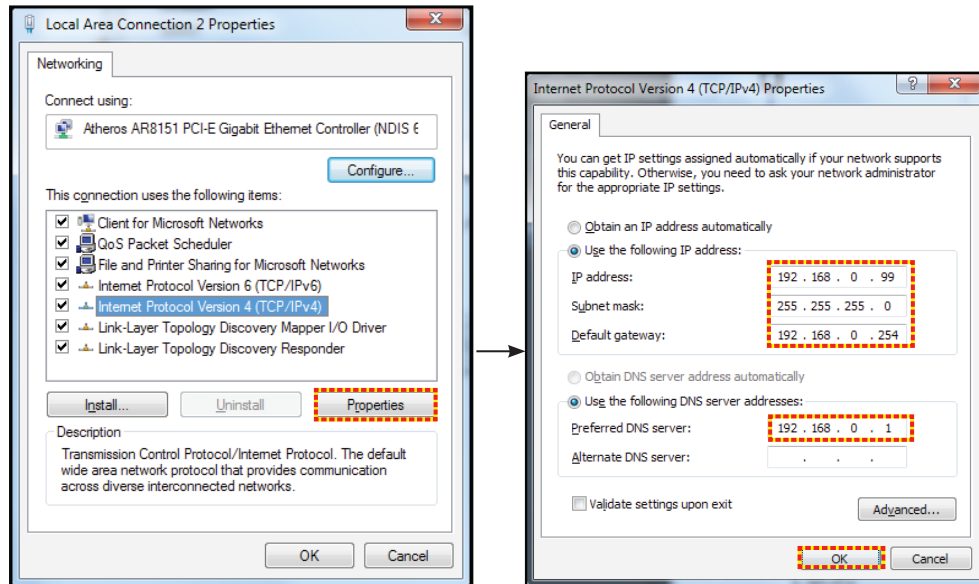 Local Area Connection 2 Properties
Networking
Connect using:
Atheros AR8151 PCI-E Gigabit Ethernet Controller (NDIS 6
Configure...
This connection uses the following items:
Client for Microsoft Networks
QoS Packet Scheduler
File and Printer Sharing for Microsoft Networks
Internet Protocol Version 6 (TCP/IPv6)
Internet Protocol Version 4 (TCP/IPv4)
Link-Layer Topology Discovery Mapper I/O Driver
Link-Layer Topology Discovery Responder
Install...
Uninstall
Properties
Description
Transmission Control Protocol/Internet Protocol. The default
wide area network protocol that provides communication
across diverse interconnected networks.
OK
Cancel
Internet Protocol Version 4 (TCP/IPv4) Properties
General
You can get IP settings assigned automatically if your network supports
this capability. Otherwise, you need to ask your network administrator
for the appropriate IP settings.
Obtain an IP address automatically
Use the following IP address:
IP address: 192 . 168 . 0 . 99
Subnet mask: 255 . 255 . 255 . 0
Default gateway: 192 . 168 . 0 . 254
Obtain DNS server address automatically
Use the following DNS server addresses:
Preferred DNS server: 192 . 168 . 0 . 1
Alternate DNS server: . . .
Validate settings upon exit
Advanced...
OK
Cancel